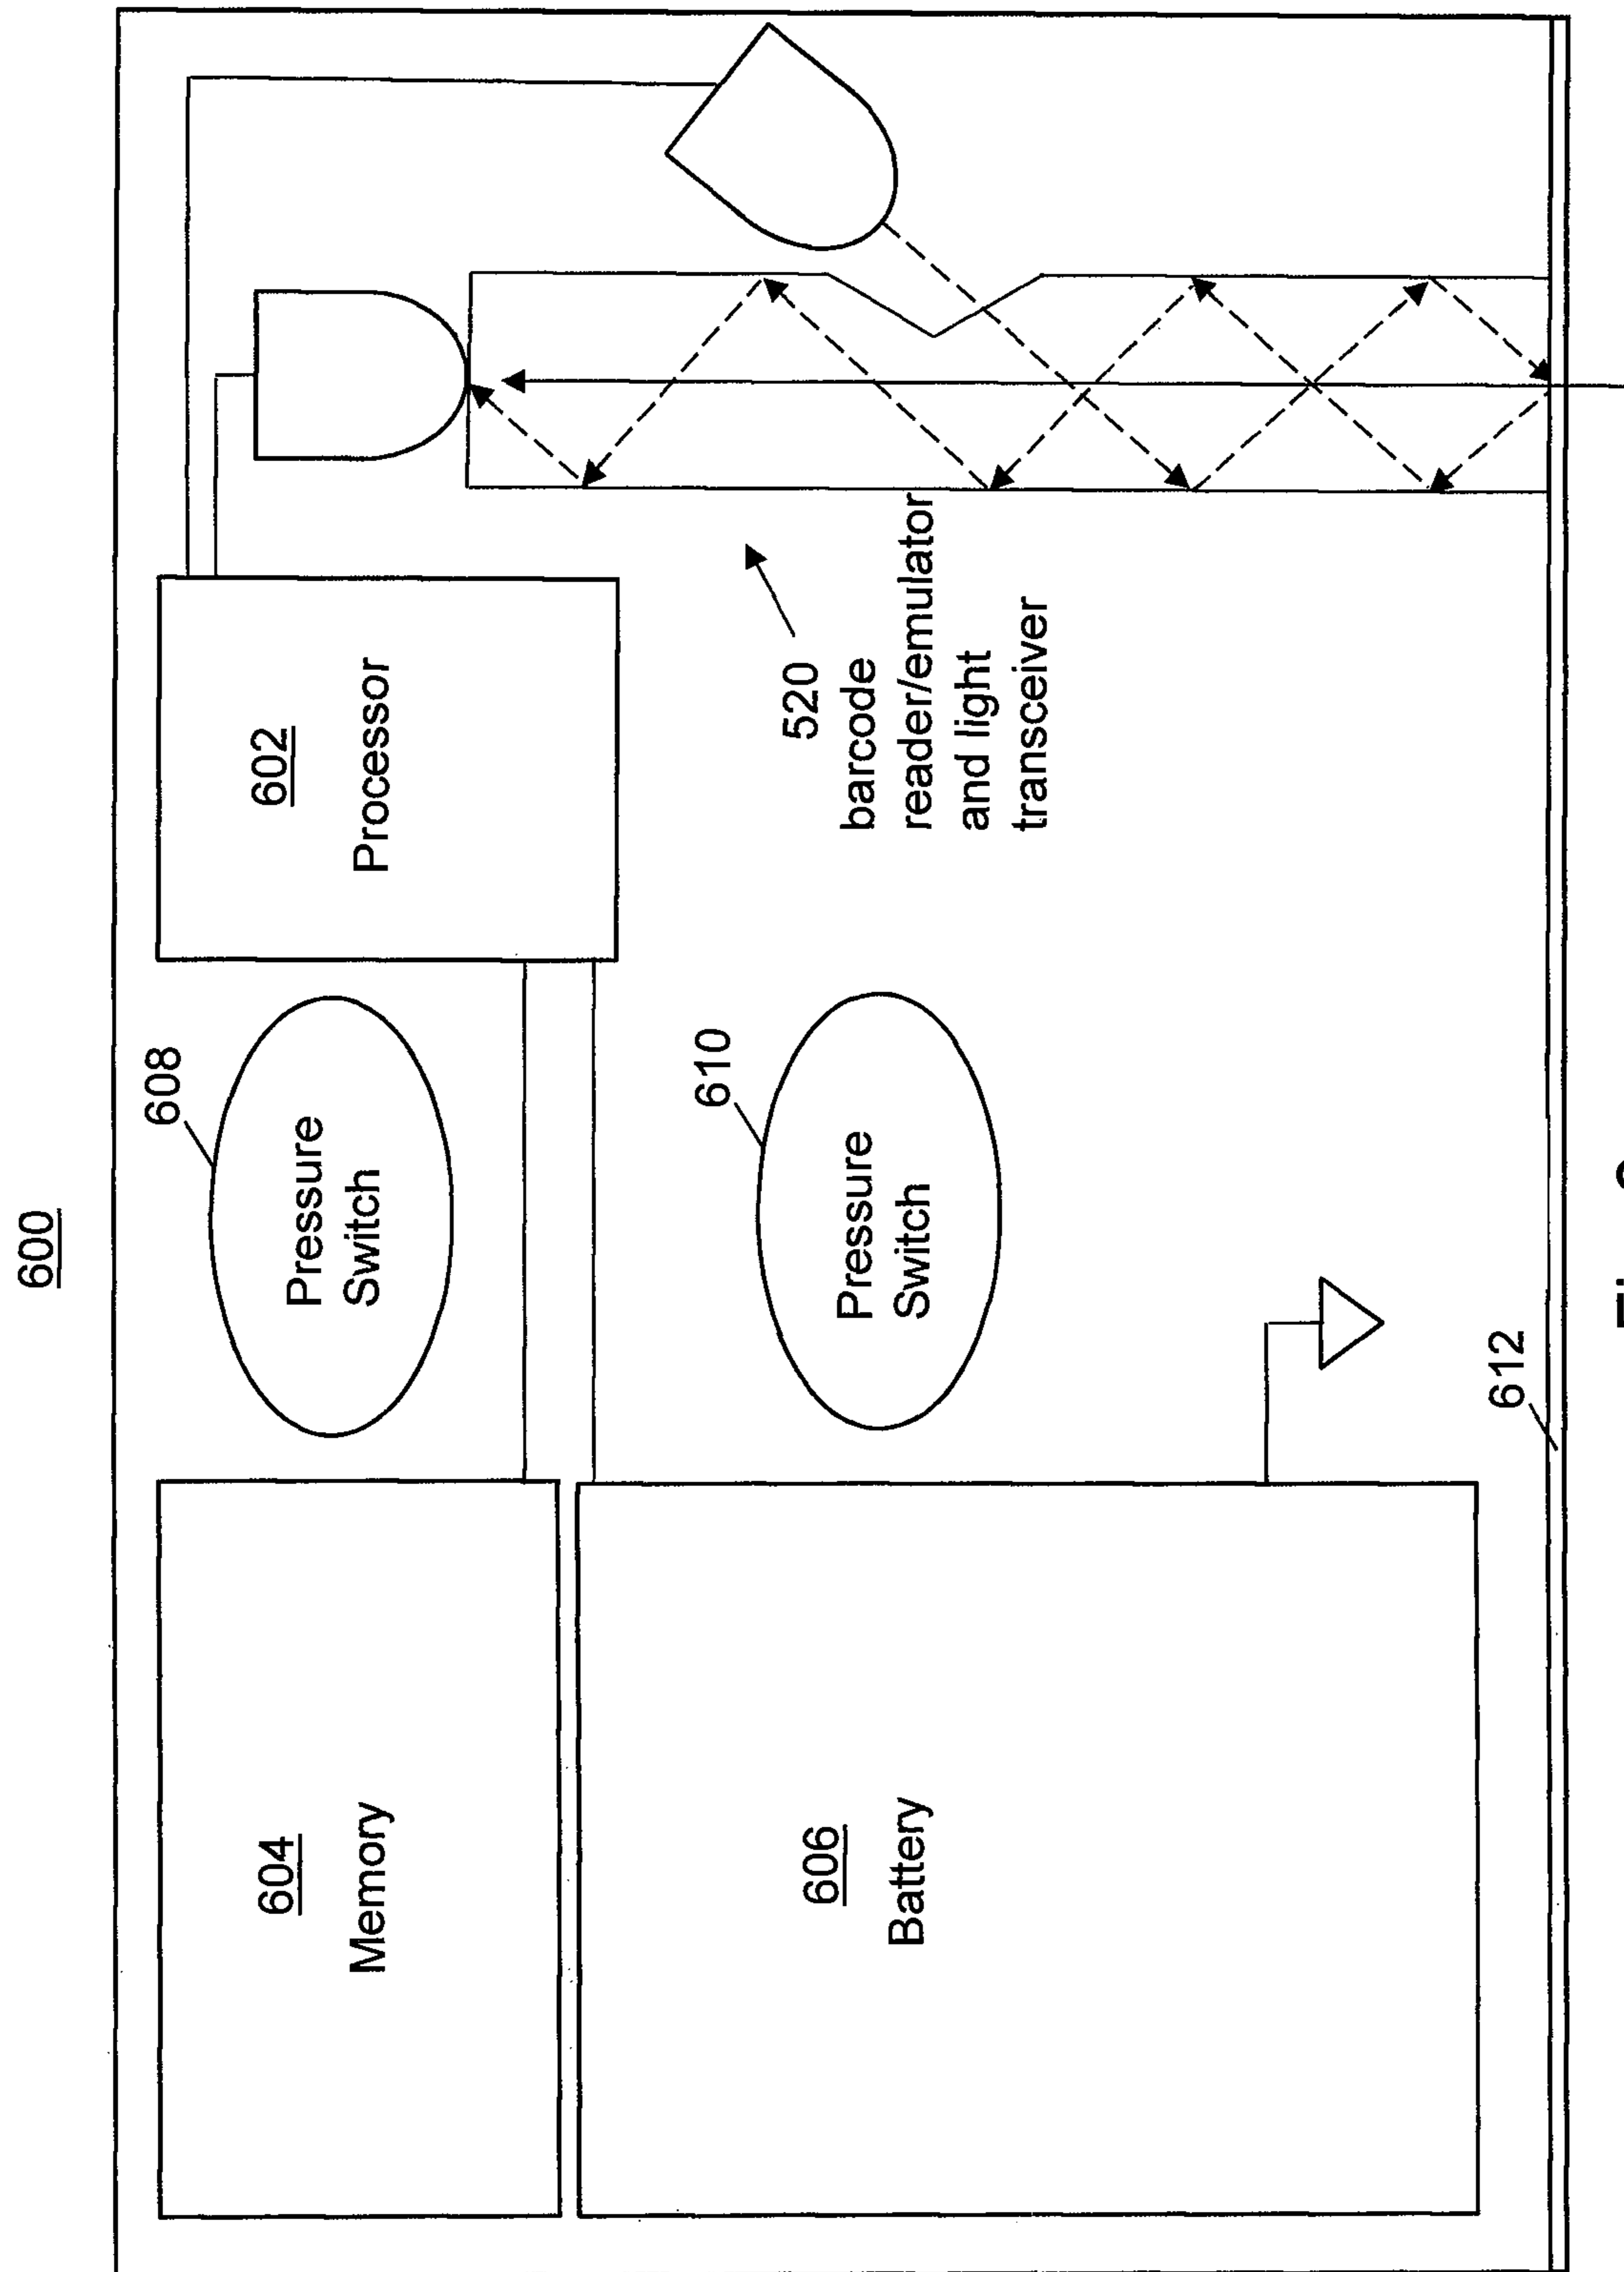 600
604
Memory
608
Pressure
Switch
602
Processor
606
Battery
610
Pressure
Switch
520
barcode
reader/emulator
and light
transceiver
612